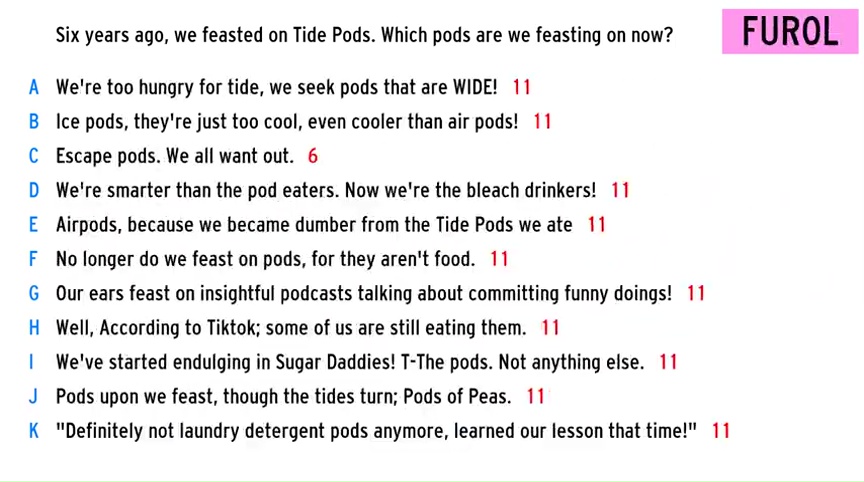 Six years ago, we feasted on Tide Pods. Which pods are we feasting on now?
FUROL
A We're too hungry for tide, we seek pods that are WIDE! 11
B Ice pods, they're just too cool, even cooler than air pods! 11
C Escape pods. We all want out. 6
D We're smarter than the pod eaters. Now we're the bleach drinkers! 11
E Airpods, because we became dumber from the Tide Pods we ate 11
F No longer do we feast on pods, for they aren't food. 11
G Our ears feast on insightful podcasts talking about committing funny doings! 11
H Well, According to Tiktok; some of us are still eating them. 11
I We've started endulging in Sugar Daddies! T-The pods. Not anything else. 11
J Pods upon we feast, though the tides turn; Pods of Peas. 11
K "Definitely not laundry detergent pods anymore, learned our lesson that time!" 11